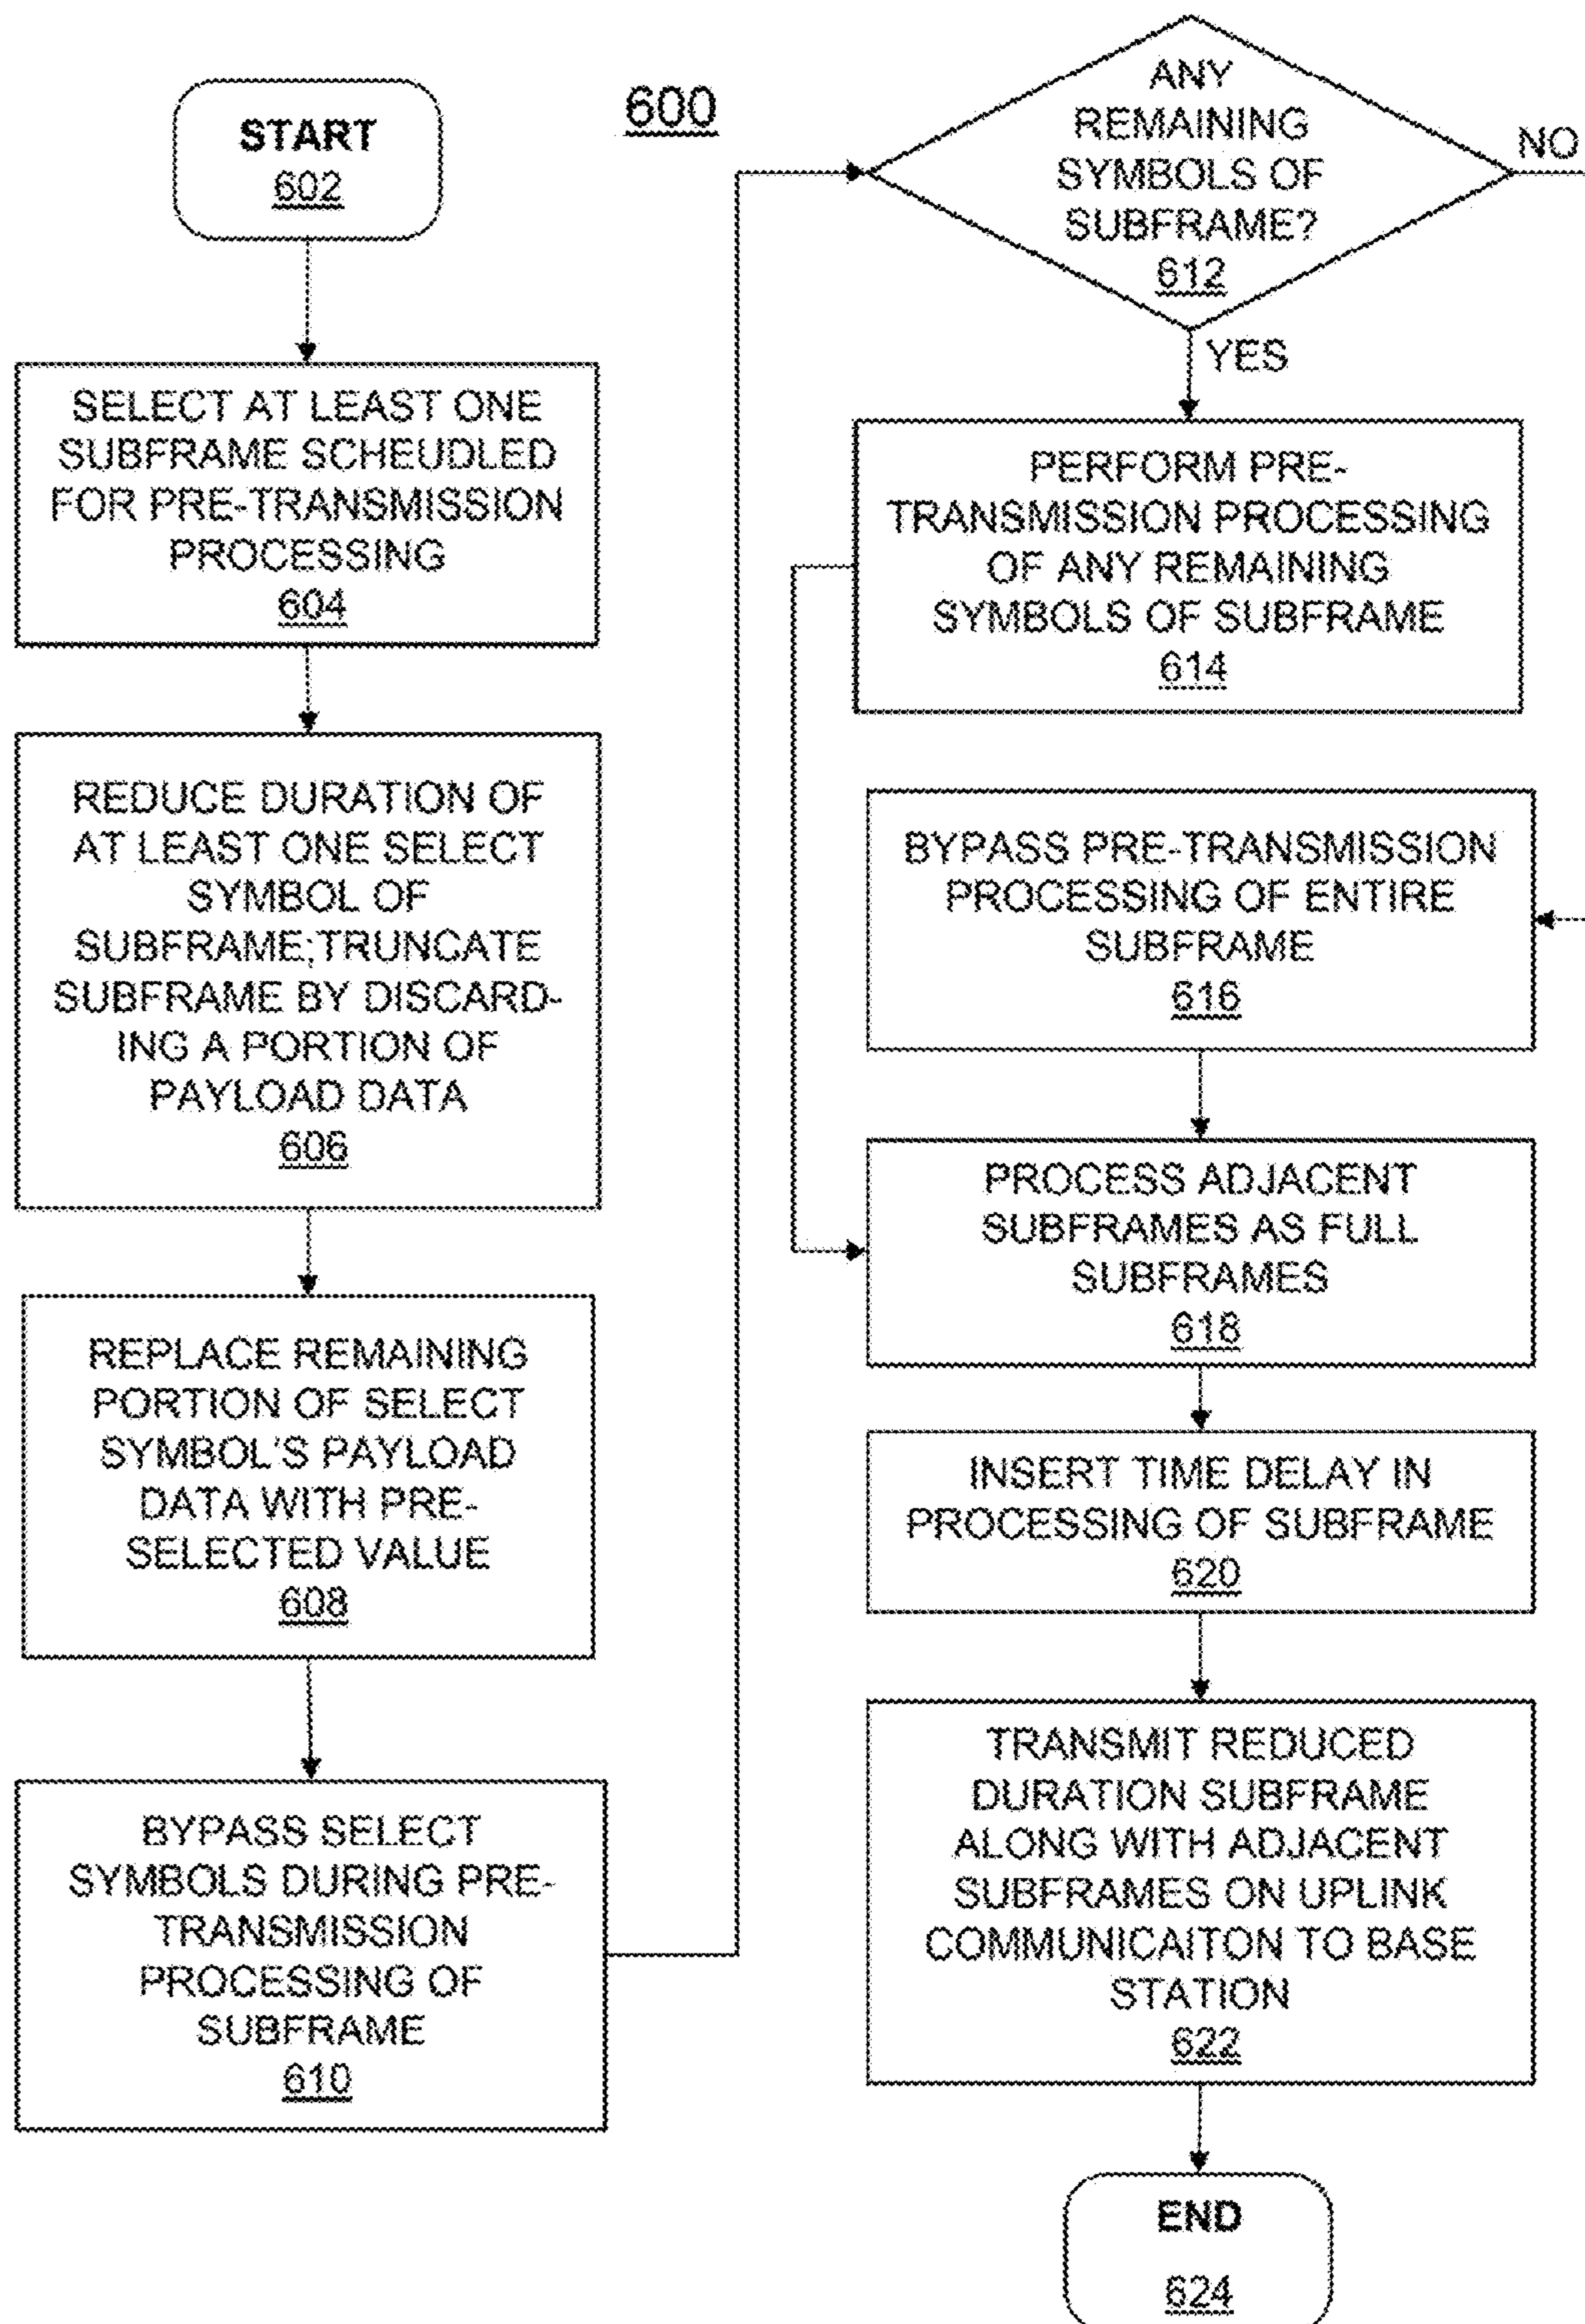 600
START
602
SELECT AT LEAST ONE
SUBFRAME SCHEUDLED
FOR PRE-TRANSMISSION
PROCESSING
604
REDUCE DURATION OF
AT LEAST ONE SELECT
SYMBOL OF
SUBFRAME;TRUNCATE
SUBFRAME BY DISCARD-
ING A PORTION OF
PAYLOAD DATA
606
REPLACE REMAINING
PORTION OF SELECT
SYMBOL'S PAYLOAD
DATA WITH PRE-
SELECTED VALUE
608
BYPASS SELECT
SYMBOLS DURING PRE-
TRANSMISSION
PROCESSING OF
SUBFRAME
610
ANY
REMAINING
SYMBOLS OF
SUBFRAME?
612
NO
YES
PERFORM PRE-
TRANSMISSION PROCESSING
OF ANY REMAINING
SYMBOLS OF SUBFRAME
614
BYPASS PRE-TRANSMISSION
PROCESSING OF ENTIRE
SUBFRAME
616
PROCESS ADJACENT
SUBFRAMES AS FULL
SUBFRAMES
618
INSERT TIME DELAY IN
PROCESSING OF SUBFRAME
620
TRANSMIT REDUCED
DURATION SUBFRAME
ALONG WITH ADJACENT
SUBFRAMES ON UPLINK
COMMUNICAITON TO BASE
STATION
622
END
624